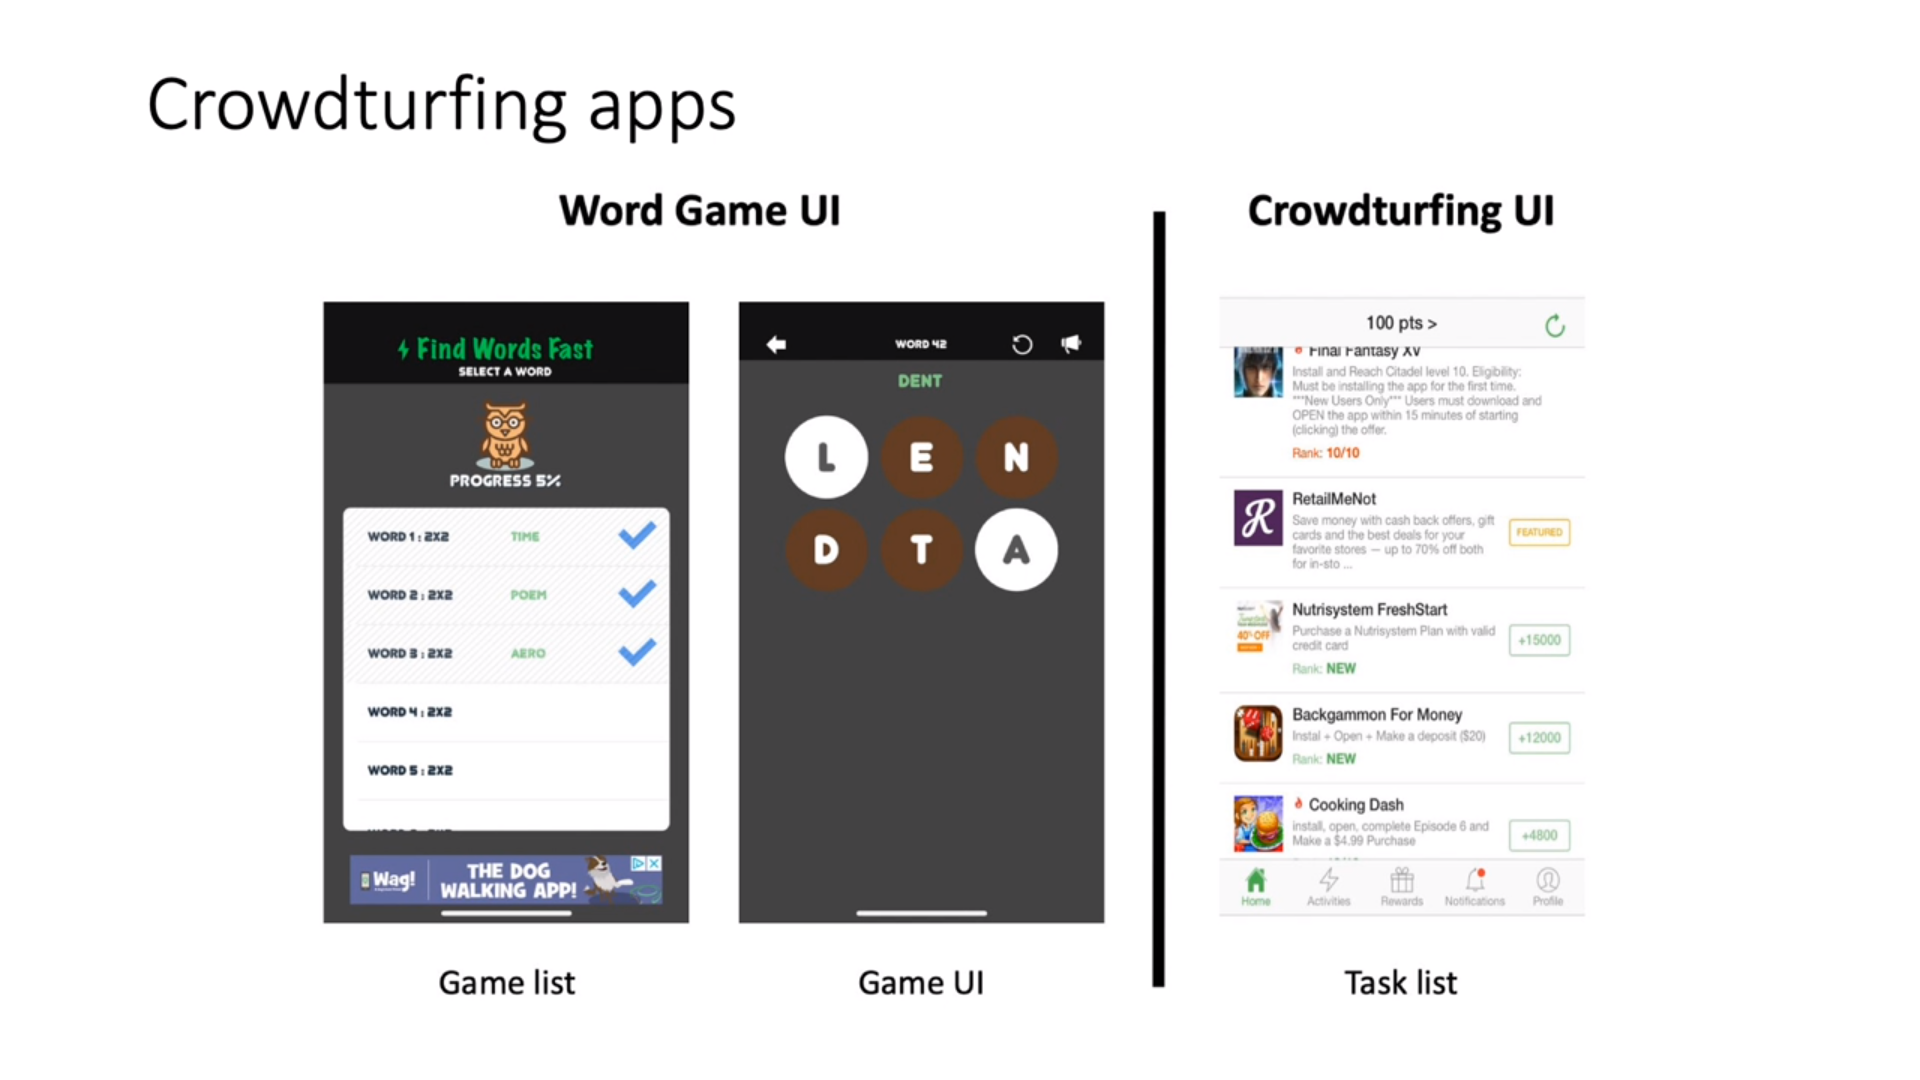 Crowdturfing apps
Word Game UI
Find Words Fast
SELECT A WORD
PROGRESS 5%
WORD 1 : 2X2 TIME
WORD 2 : 2X2 POEM
WORD 3 : 2X2 AERO
WORD 4 : 2X2
WORD 5 : 2X2
Wag!
THE DOG
WALKING APP!
Game list
WORD 42
DENT
L E N
D T A
Game UI
Crowdturfing UI
100 pts >
Final Fantasy XV
Install and Reach Citadel level 10. Eligibility:
Must be installing the app for the first time.
***New Users Only*** Users must download and
OPEN the app within 15 minutes of starting
(clicking) the offer.
Rank: 10/10
RetailMeNot
Save money with cash back offers, gift
cards and the best deals for your
favorite stores — up to 70% off both
for in-sto ...
FEATURED
Nutrisystem FreshStart
Purchase a Nutrisystem Plan with valid
credit card
Rank: NEW
+15000
40% OFF
Backgammon For Money
Instal + Open + Make a deposit ($20)
Rank: NEW
+12000
Cooking Dash
install, open, complete Episode 6 and
Make a $4.99 Purchase
+4800
Home Activities Rewards Notifications Profile
Task list